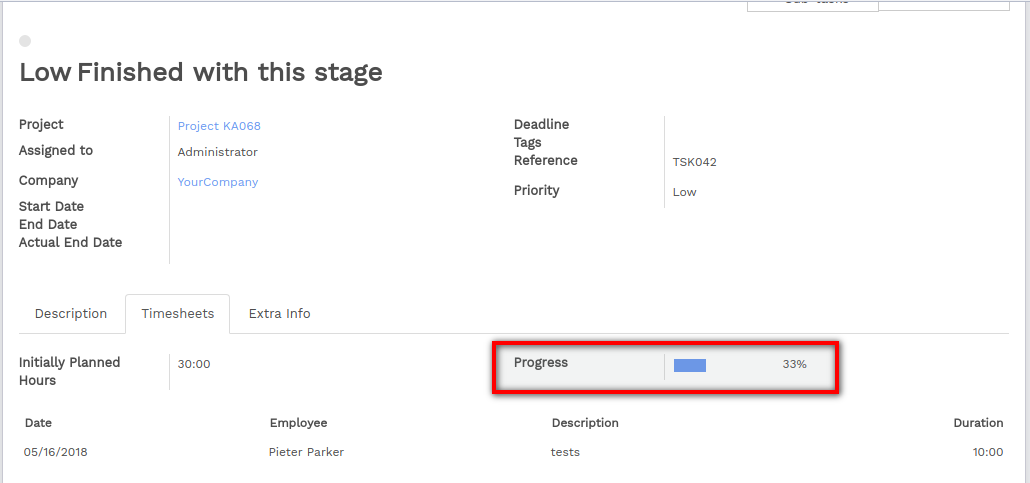 Low Finished with this stage
Project Project KA068
Assigned to Administrator
Company YourCompany
Start Date
End Date
Actual End Date
Deadline
Tags
Reference TSK042
Priority Low
Description Timesheets Extra Info
Initially Planned Hours 30:00
Progress 33%
Date Employee Description Duration
05/16/2018 Pieter Parker tests 10:00